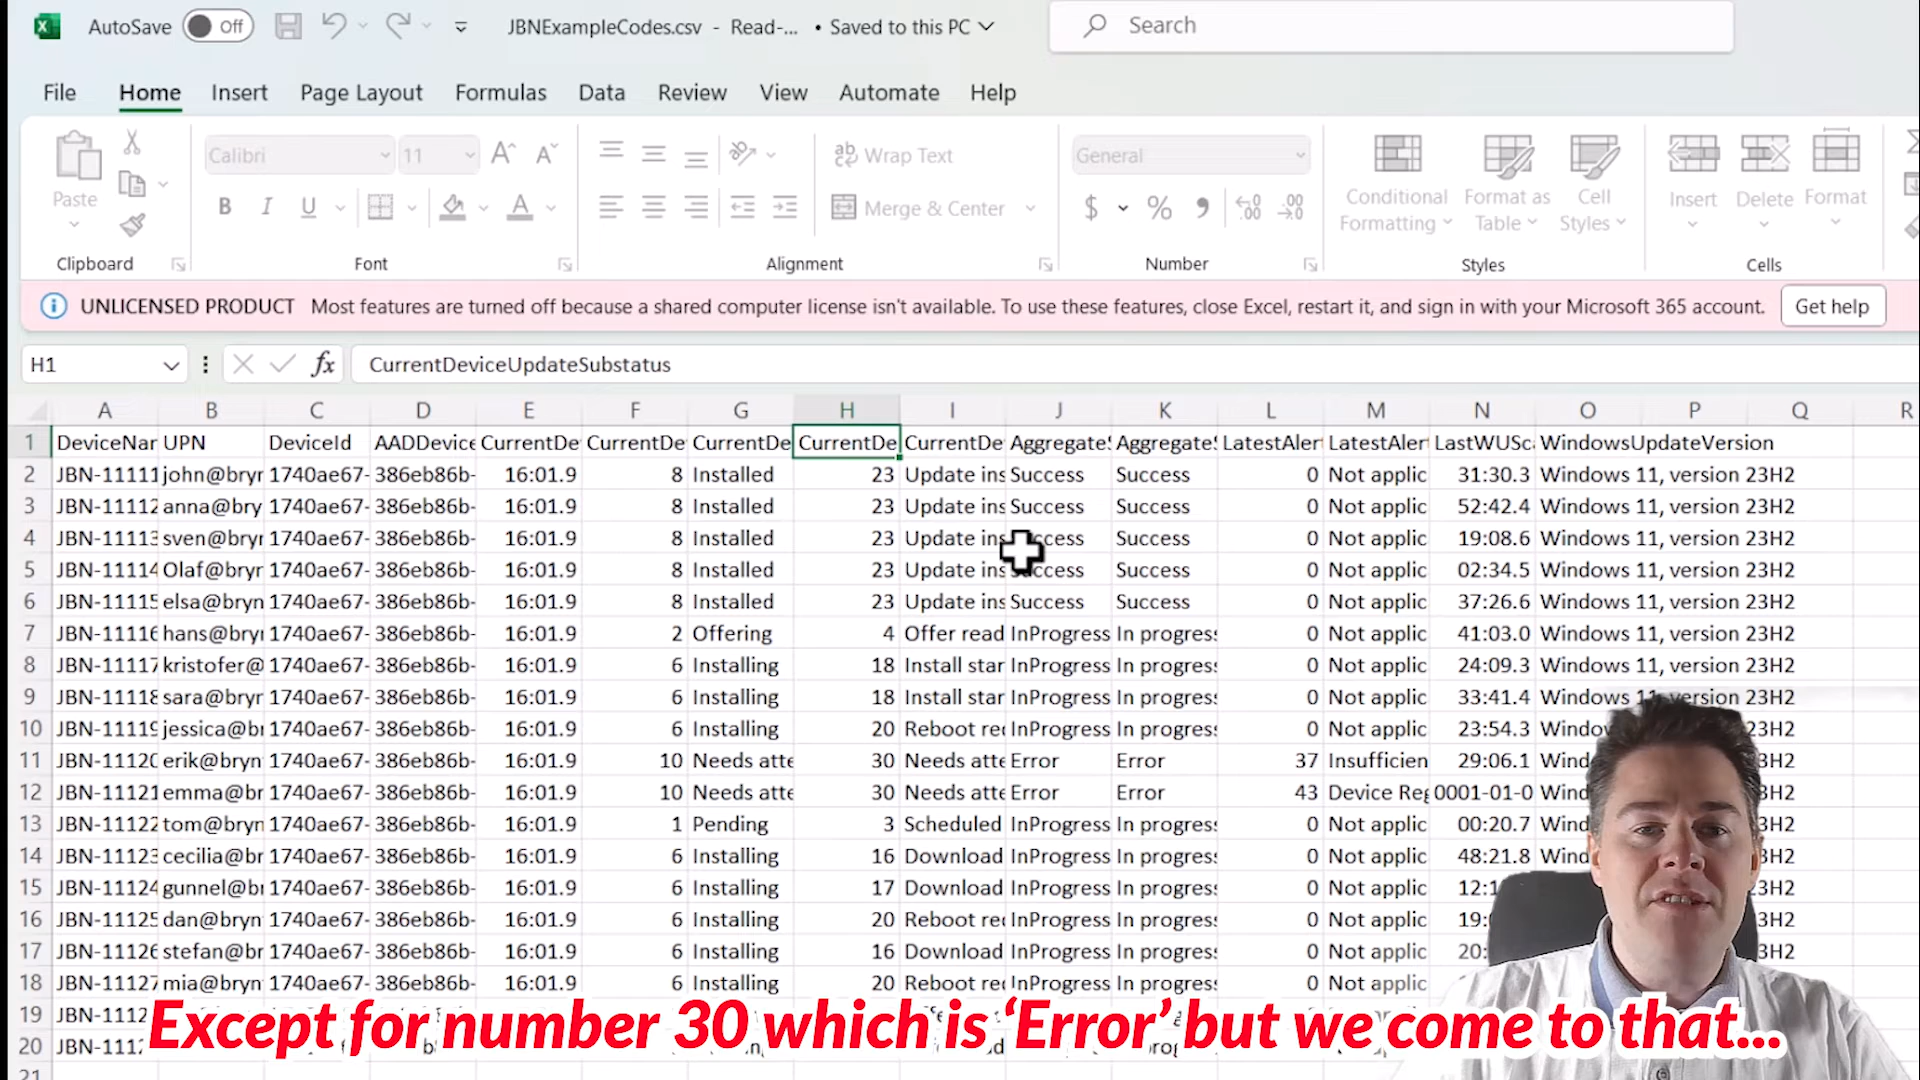 AutoSave Off JBNExampleCodes.csv - Read-... • Saved to this PC Search
File Home Insert Page Layout Formulas Data Review View Automate Help
Calibri 11 ab Wrap Text General
Paste B I U A Merge & Center $ % Conditional Formatting Format as Table Cell Styles Insert Delete Format
Clipboard Font Alignment Number Styles Cells
UNLICENSED PRODUCT Most features are turned off because a shared computer license isn't available. To use these features, close Excel, restart it, and sign in with your Microsoft 365 account. Get help
H1 fx CurrentDeviceUpdateSubstatus
A B C D E F G H I J K L M N O P Q R
1 DeviceNar UPN DeviceId AADDevice CurrentDe CurrentDe CurrentDe CurrentDe CurrentDe Aggregate Aggregate LatestAler LatestAler LastWUSc WindowsUpdateVersion
2 JBN-11111 john@bryn 1740ae67- 386eb86b- 16:01.9 8 Installed 23 Update ins Success Success 0 Not applic 31:30.3 Windows 11, version 23H2
3 JBN-11112 anna@bry 1740ae67- 386eb86b- 16:01.9 8 Installed 23 Update ins Success Success 0 Not applic 52:42.4 Windows 11, version 23H2
4 JBN-11113 sven@bryn 1740ae67- 386eb86b- 16:01.9 8 Installed 23 Update ins Success Success 0 Not applic 19:08.6 Windows 11, version 23H2
5 JBN-11114 Olaf@bryn 1740ae67- 386eb86b- 16:01.9 8 Installed 23 Update ins Success Success 0 Not applic 02:34.5 Windows 11, version 23H2
6 JBN-11115 elsa@bryn 1740ae67- 386eb86b- 16:01.9 8 Installed 23 Update ins Success Success 0 Not applic 37:26.6 Windows 11, version 23H2
7 JBN-11116 hans@bryn 1740ae67- 386eb86b- 16:01.9 2 Offering 4 Offer read InProgress In progress 0 Not applic 41:03.0 Windows 11, version 23H2
8 JBN-11117 kristofer@ 1740ae67- 386eb86b- 16:01.9 6 Installing 18 Install star InProgress In progress 0 Not applic 24:09.3 Windows 11, version 23H2
9 JBN-11118 sara@bryn 1740ae67- 386eb86b- 16:01.9 6 Installing 18 Install star InProgress In progress 0 Not applic 33:41.4 Windows 11, version 23H2
10 JBN-11119 jessica@b 1740ae67- 386eb86b- 16:01.9 6 Installing 20 Reboot re InProgress In progress 0 Not applic 23:54.3 Windows 11, version 23H2
11 JBN-11120 erik@bryn 1740ae67- 386eb86b- 16:01.9 10 Needs atte 30 Needs atte Error Error 37 Insufficien 29:06.1 Wind 23H2
12 JBN-11121 emma@br 1740ae67- 386eb86b- 16:01.9 10 Needs atte 30 Needs atte Error Error 43 Device Reg 0001-01-0 Wind 3H2
13 JBN-11122 tom@bryn 1740ae67- 386eb86b- 16:01.9 1 Pending 3 Scheduled InProgress In progress 0 Not applic 00:20.7 Wind 3H2
14 JBN-11123 cecilia@br 1740ae67- 386eb86b- 16:01.9 6 Installing 16 Download InProgress In progress 0 Not applic 48:21.8 Wind 3H2
15 JBN-11124 gunnel@b 1740ae67- 386eb86b- 16:01.9 6 Installing 17 Download InProgress In progress 0 Not applic 12:1 3H2
16 JBN-11125 dan@bryn 1740ae67- 386eb86b- 16:01.9 6 Installing 20 Reboot re InProgress In progress 0 Not applic 19: 3H2
17 JBN-11126 stefan@br 1740ae67- 386eb86b- 16:01.9 6 Installing 16 Download InProgress In progress 0 Not applic 20: 3H2
18 JBN-11127 mia@bryn 1740ae67- 386eb86b- 16:01.9 6 Installing 20 Reboot re InProgress In progress 0 Not applic 3H2
19 JBN-1112
Except for number 30 which is ‘Error’ but we come to that...
20 JBN-1112
21